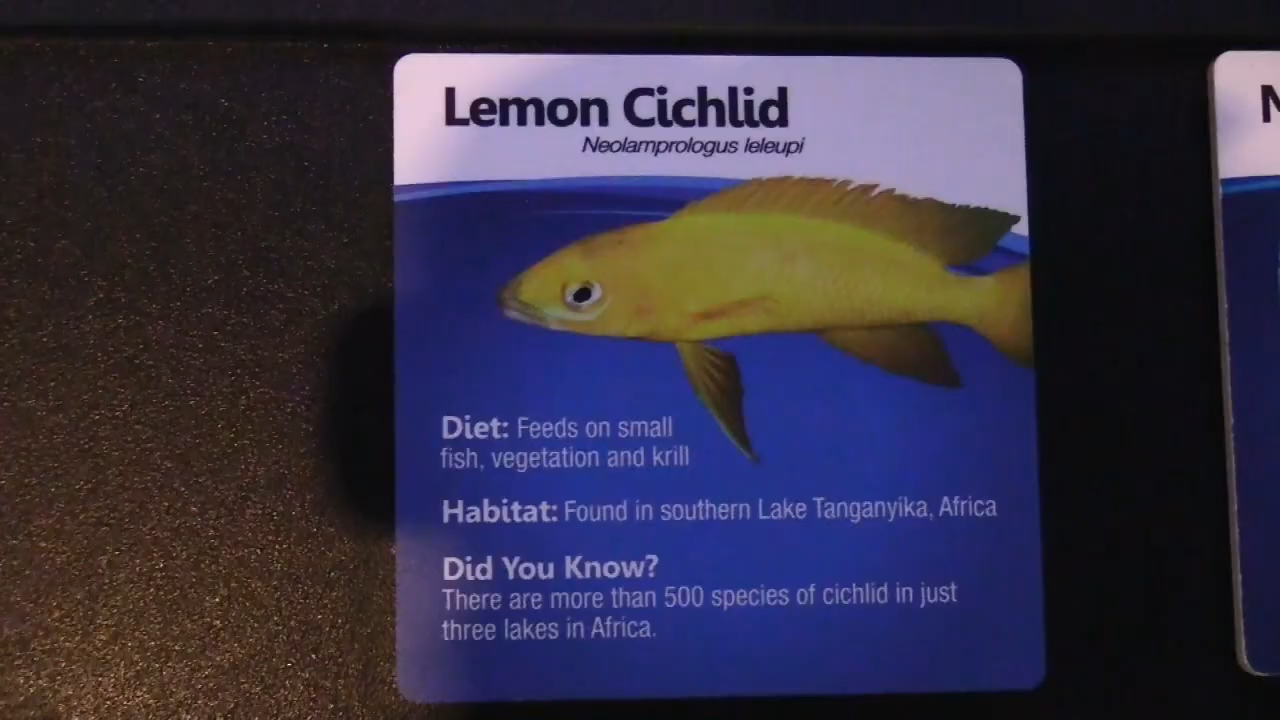 Lemon Cichlid
Neolamprologus leleupi
Diet: Feeds on small
fish, vegetation and krill
Habitat: Found in southern Lake Tanganyika, Africa
Did You Know?
There are more than 500 species of cichlid in just
three lakes in Africa.